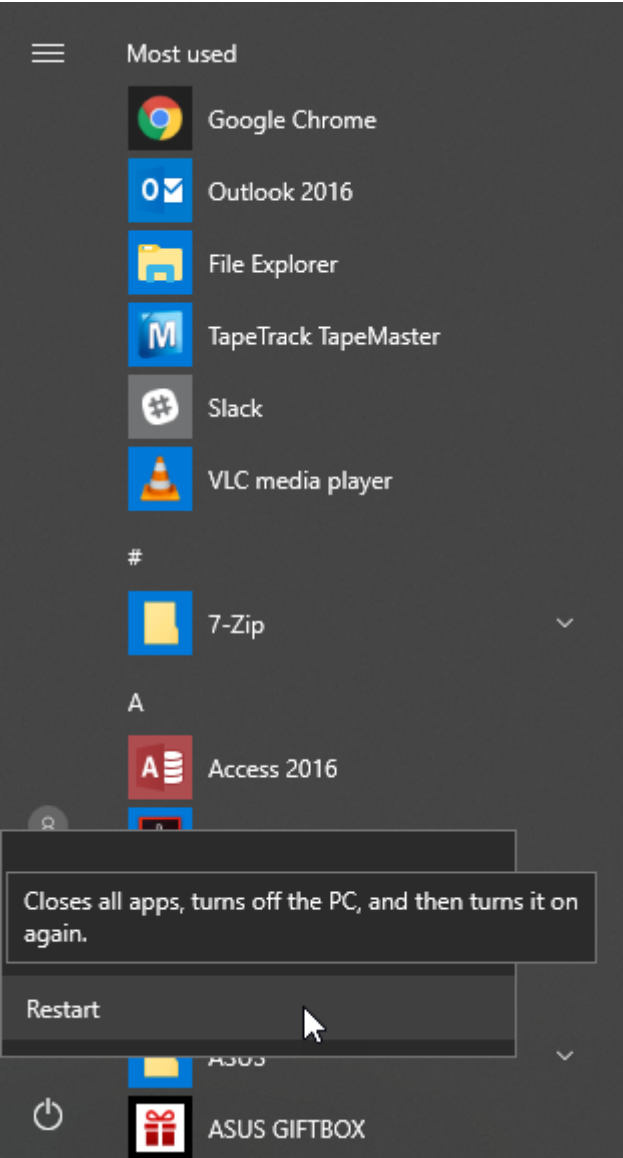 Most used
Google Chrome
Outlook 2016
File Explorer
TapeTrack TapeMaster
Slack
VLC media player
#
7-Zip
A
Access 2016
Closes all apps, turns off the PC, and then turns it on
again.
Restart
ASUS
ASUS GIFTBOX